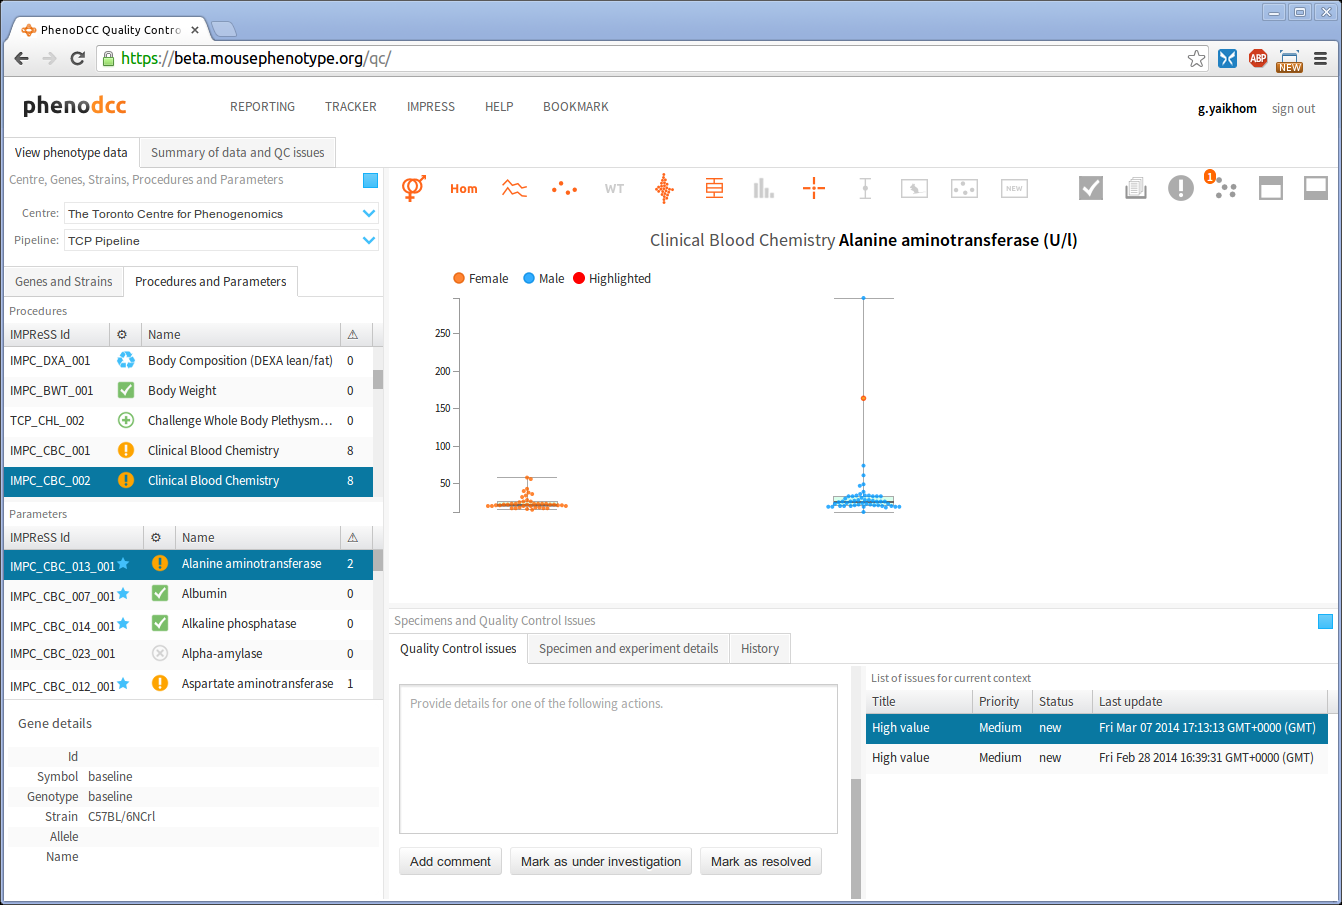 PhenoDCC Quality Contro
https://beta.mousephenotype.org/qc/
ABP
NEW
phenodcc
REPORTING TRACKER IMPRESS HELP BOOKMARK
g.yaikhom sign out
View phenotype data Summary of data and QC issues
Centre, Genes, Strains, Procedures and Parameters
Centre: The Toronto Centre for Phenogenomics
Pipeline: TCP Pipeline
Genes and Strains Procedures and Parameters
Procedures
IMPReSS Id Name
IMPC_DXA_001 Body Composition (DEXA lean/fat) 0
IMPC_BWT_001 Body Weight 0
TCP_CHL_002 Challenge Whole Body Plethysm... 0
IMPC_CBC_001 Clinical Blood Chemistry 8
IMPC_CBC_002 Clinical Blood Chemistry 8
Parameters
IMPReSS Id Name
IMPC_CBC_013_001 Alanine aminotransferase 2
IMPC_CBC_007_001 Albumin 0
IMPC_CBC_014_001 Alkaline phosphatase 0
IMPC_CBC_023_001 Alpha-amylase 0
IMPC_CBC_012_001 Aspartate aminotransferase 1
Gene details
Id
Symbol baseline
Genotype baseline
Strain C57BL/6NCrl
Allele
Name
Hom WT NEW 1
Clinical Blood Chemistry Alanine aminotransferase (U/l)
Female Male Highlighted
250
200
150
100
50
Specimens and Quality Control Issues
Quality Control issues Specimen and experiment details History
Provide details for one of the following actions.
Add comment Mark as under investigation Mark as resolved
List of issues for current context
Title Priority Status Last update
High value Medium new Fri Mar 07 2014 17:13:13 GMT+0000 (GMT)
High value Medium new Fri Feb 28 2014 16:39:31 GMT+0000 (GMT)